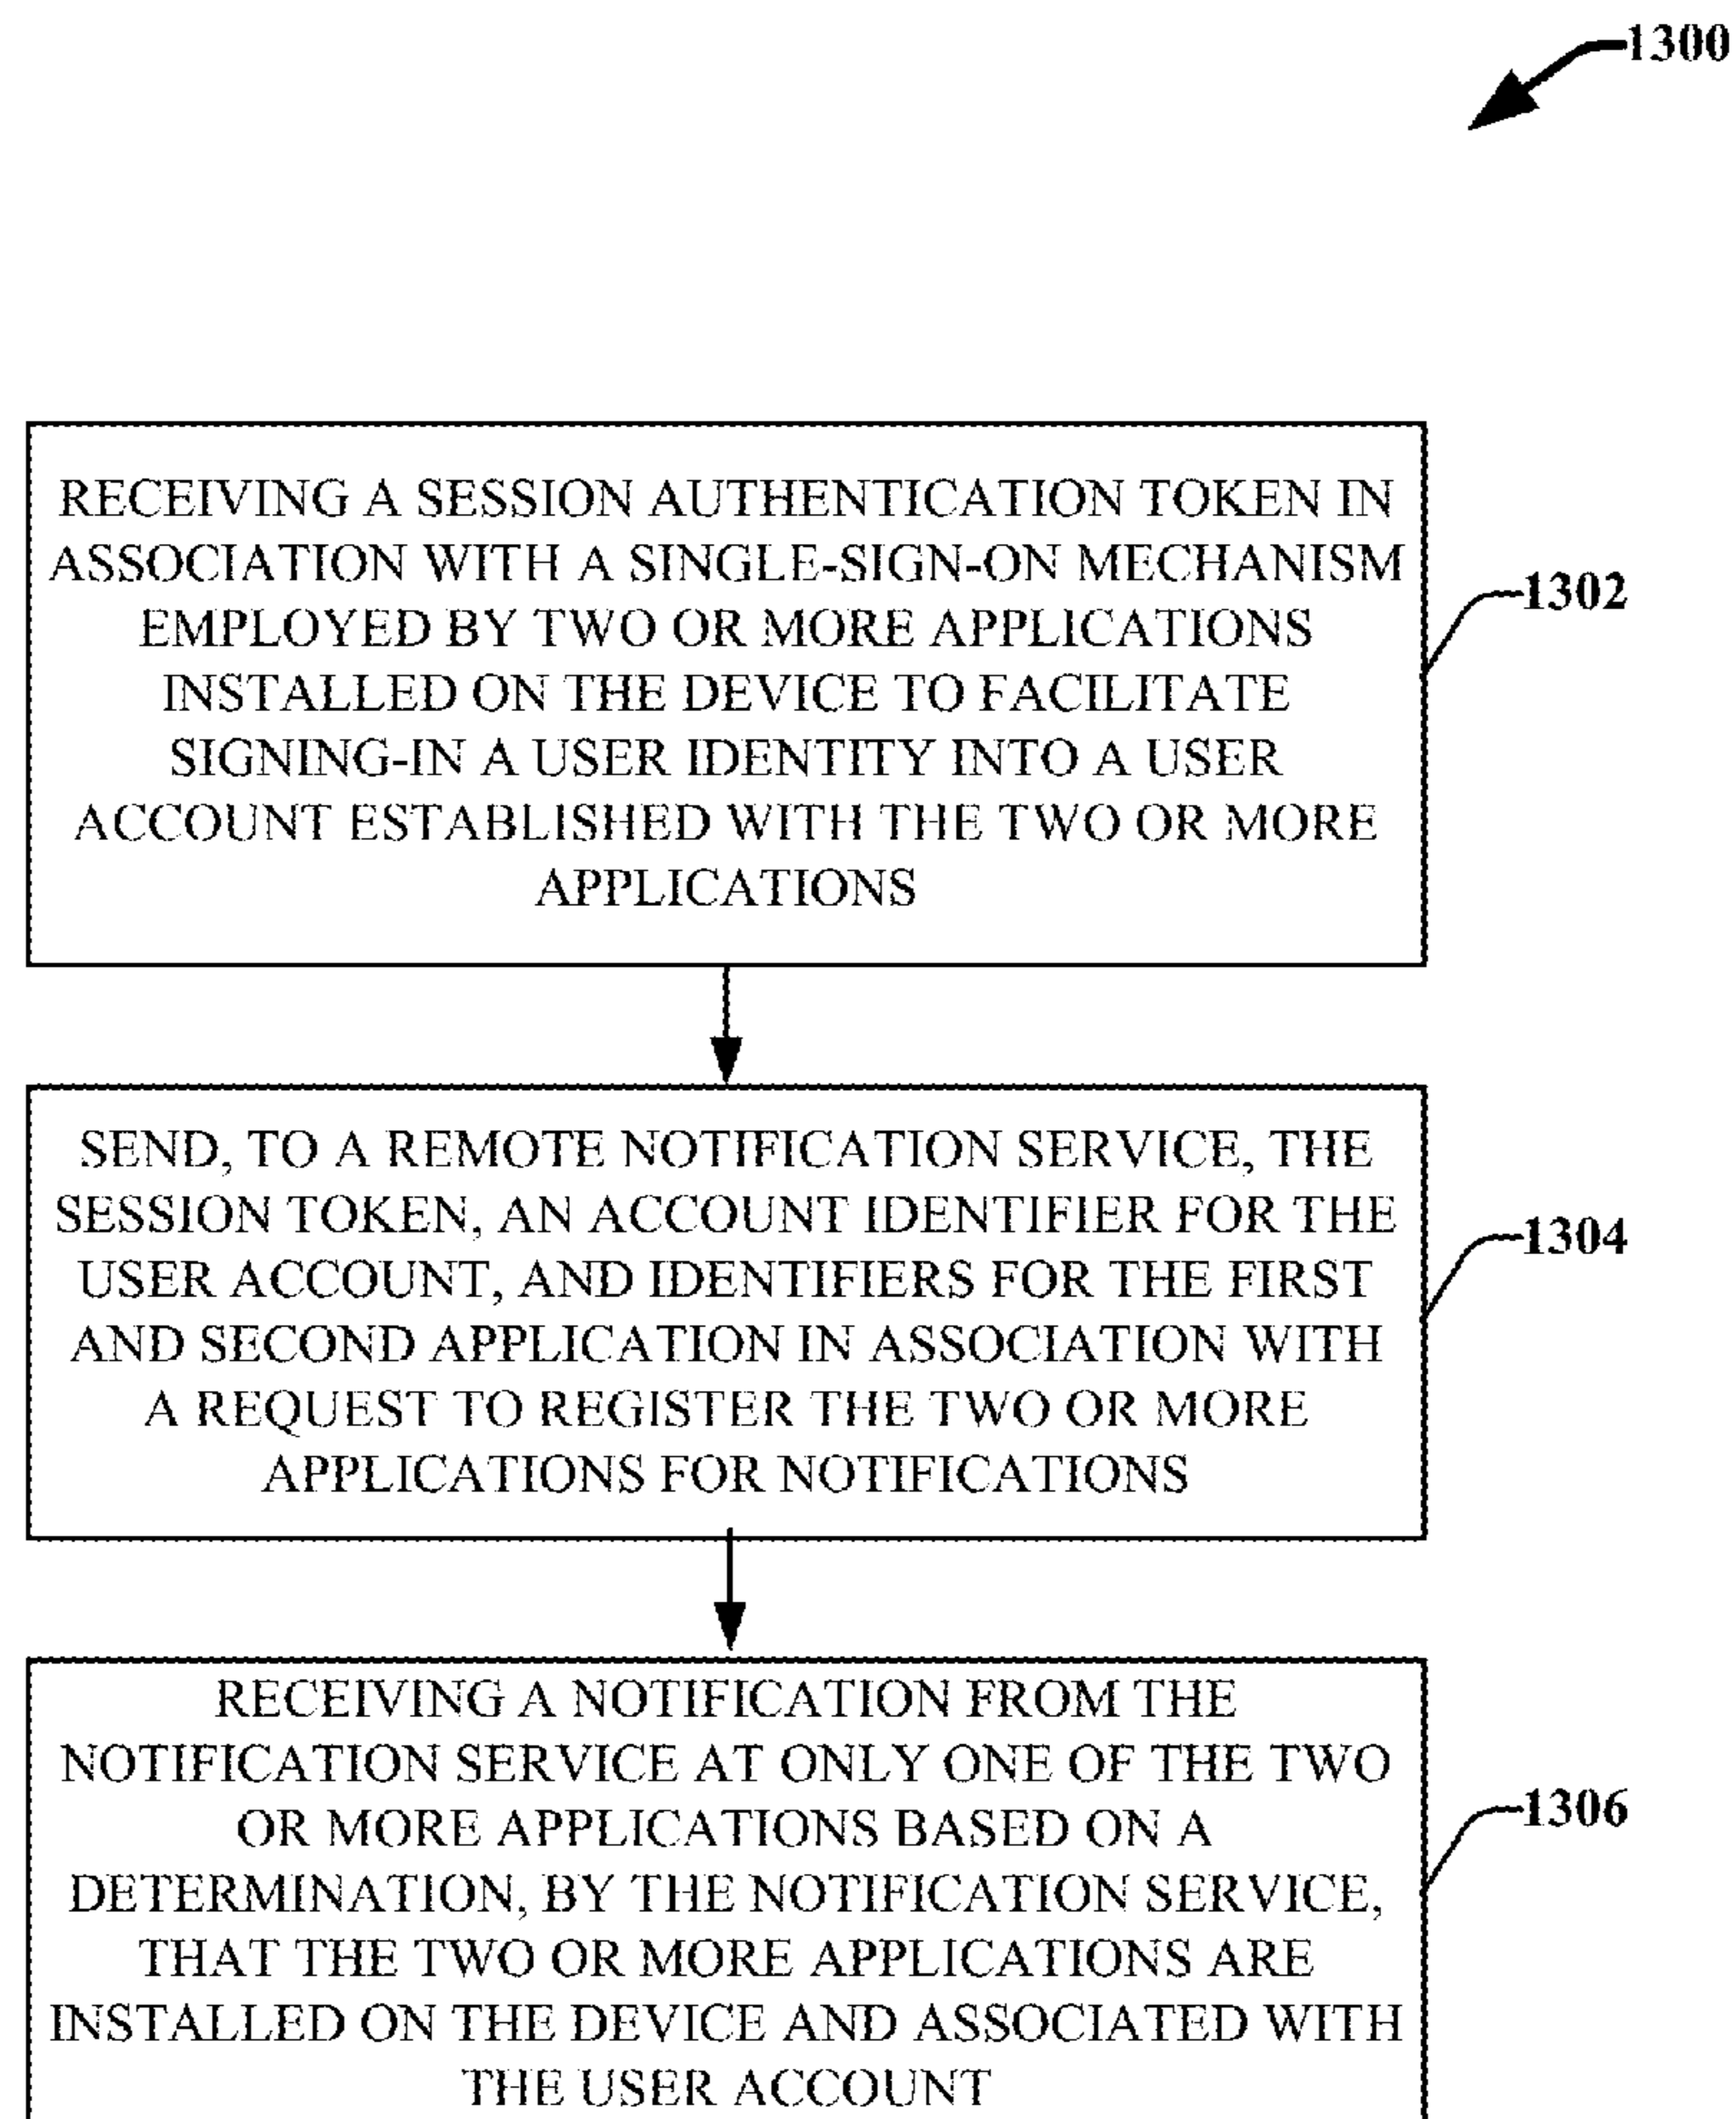 1300
RECEIVING A SESSION AUTHENTICATION TOKEN IN
ASSOCIATION WITH A SINGLE-SIGN-ON MECHANISM
EMPLOYED BY TWO OR MORE APPLICATIONS
INSTALLED ON THE DEVICE TO FACILITATE
SIGNING-IN A USER IDENTITY INTO A USER
ACCOUNT ESTABLISHED WITH THE TWO OR MORE
APPLICATIONS
1302
SEND, TO A REMOTE NOTIFICATION SERVICE, THE
SESSION TOKEN, AN ACCOUNT IDENTIFIER FOR THE
USER ACCOUNT, AND IDENTIFIERS FOR THE FIRST
AND SECOND APPLICATION IN ASSOCIATION WITH
A REQUEST TO REGISTER THE TWO OR MORE
APPLICATIONS FOR NOTIFICATIONS
1304
RECEIVING A NOTIFICATION FROM THE
NOTIFICATION SERVICE AT ONLY ONE OF THE TWO
OR MORE APPLICATIONS BASED ON A
DETERMINATION, BY THE NOTIFICATION SERVICE,
THAT THE TWO OR MORE APPLICATIONS ARE
INSTALLED ON THE DEVICE AND ASSOCIATED WITH
THE USER ACCOUNT
1306